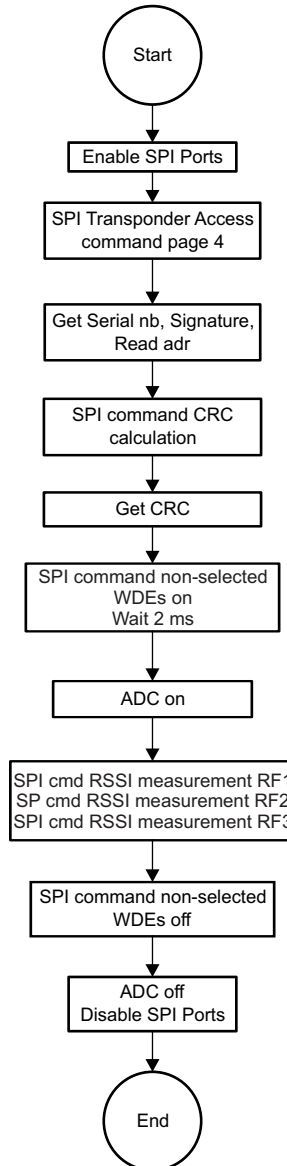 Start
Enable SPI Ports
SPI Transponder Access
command page 4
Get Serial nb, Signature,
Read adr
SPI command CRC
calculation
Get CRC
SPI command non-selected
WDEs on
Wait 2 ms
ADC on
SPI cmd RSSI measurement RF1
SP cmd RSSI measurement RF2
SPI cmd RSSI measurement RF3
SPI command non-selected
WDEs off
ADC off
Disable SPI Ports
End